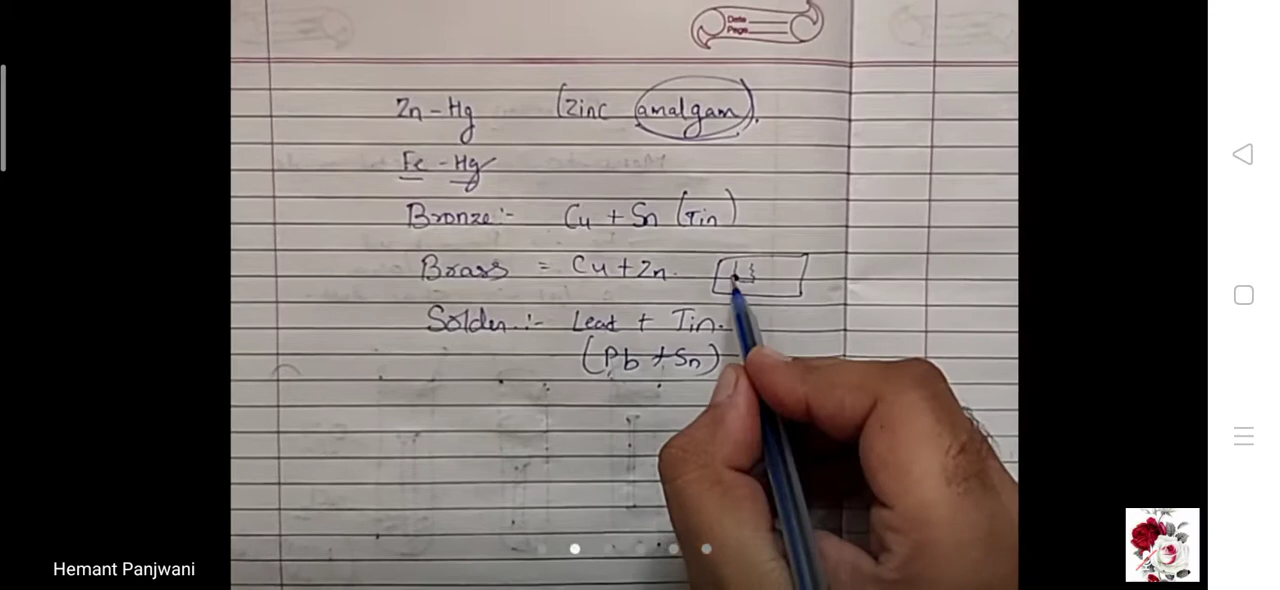 Date
Page
Zn - Hg (Zinc amalgam).
Fe - Hg
Bronze :- Cu + Sn (Tin)
Brass = Cu + Zn.
Solder :- Lead + Tin.
(Pb + Sn)
Hemant Panjwani